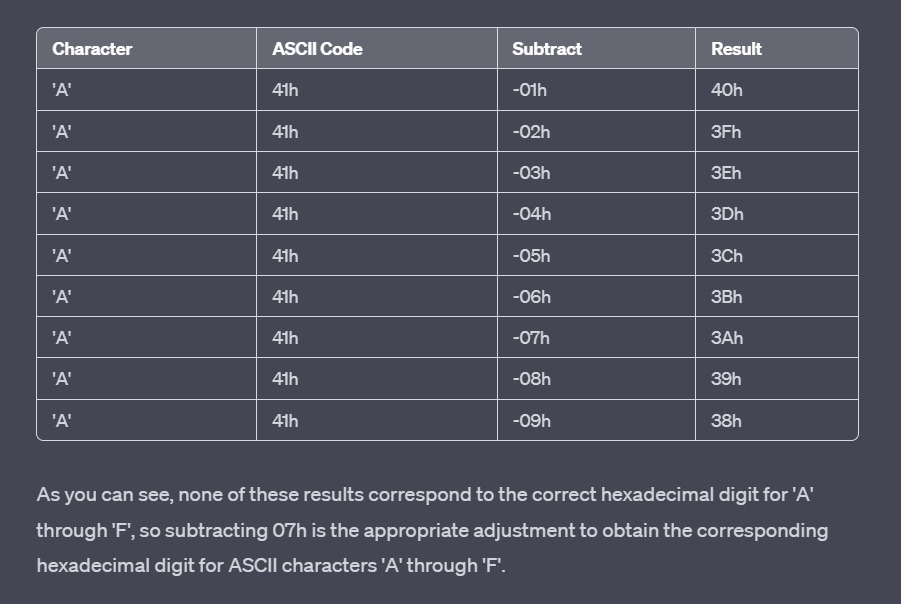 Character ASCII Code Subtract Result
'A' 41h -01h 40h
'A' 41h -02h 3Fh
'A' 41h -03h 3Eh
'A' 41h -04h 3Dh
'A' 41h -05h 3Ch
'A' 41h -06h 3Bh
'A' 41h -07h 3Ah
'A' 41h -08h 39h
'A' 41h -09h 38h
As you can see, none of these results correspond to the correct hexadecimal digit for 'A'
through 'F', so subtracting 07h is the appropriate adjustment to obtain the corresponding
hexadecimal digit for ASCII characters 'A' through 'F'.